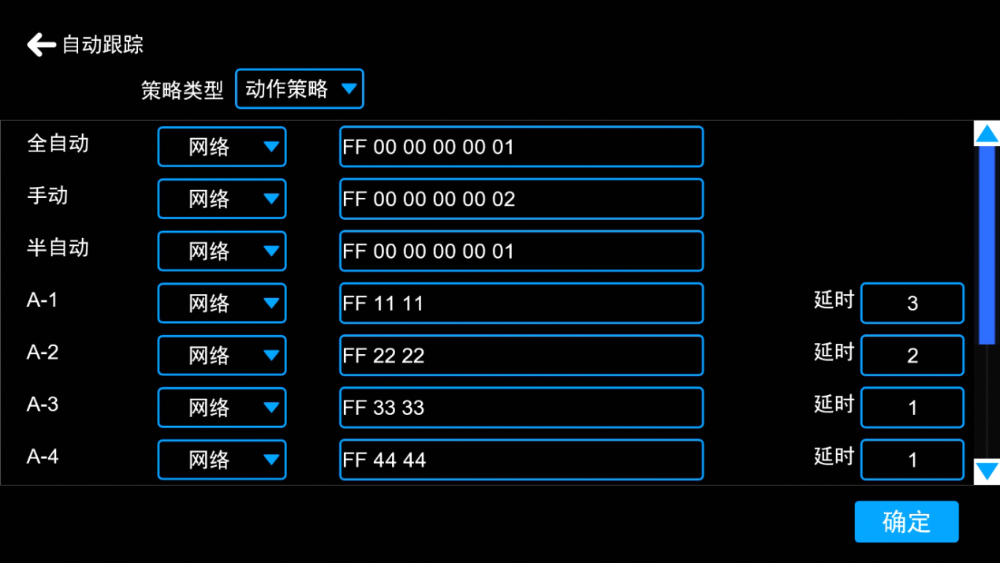 自动跟踪
策略类型 动作策略
全自动 网络 FF 00 00 00 00 01
手动 网络 FF 00 00 00 00 02
半自动 网络 FF 00 00 00 00 01
A-1 网络 FF 11 11 延时 3
A-2 网络 FF 22 22 延时 2
A-3 网络 FF 33 33 延时 1
A-4 网络 FF 44 44 延时 1
确定